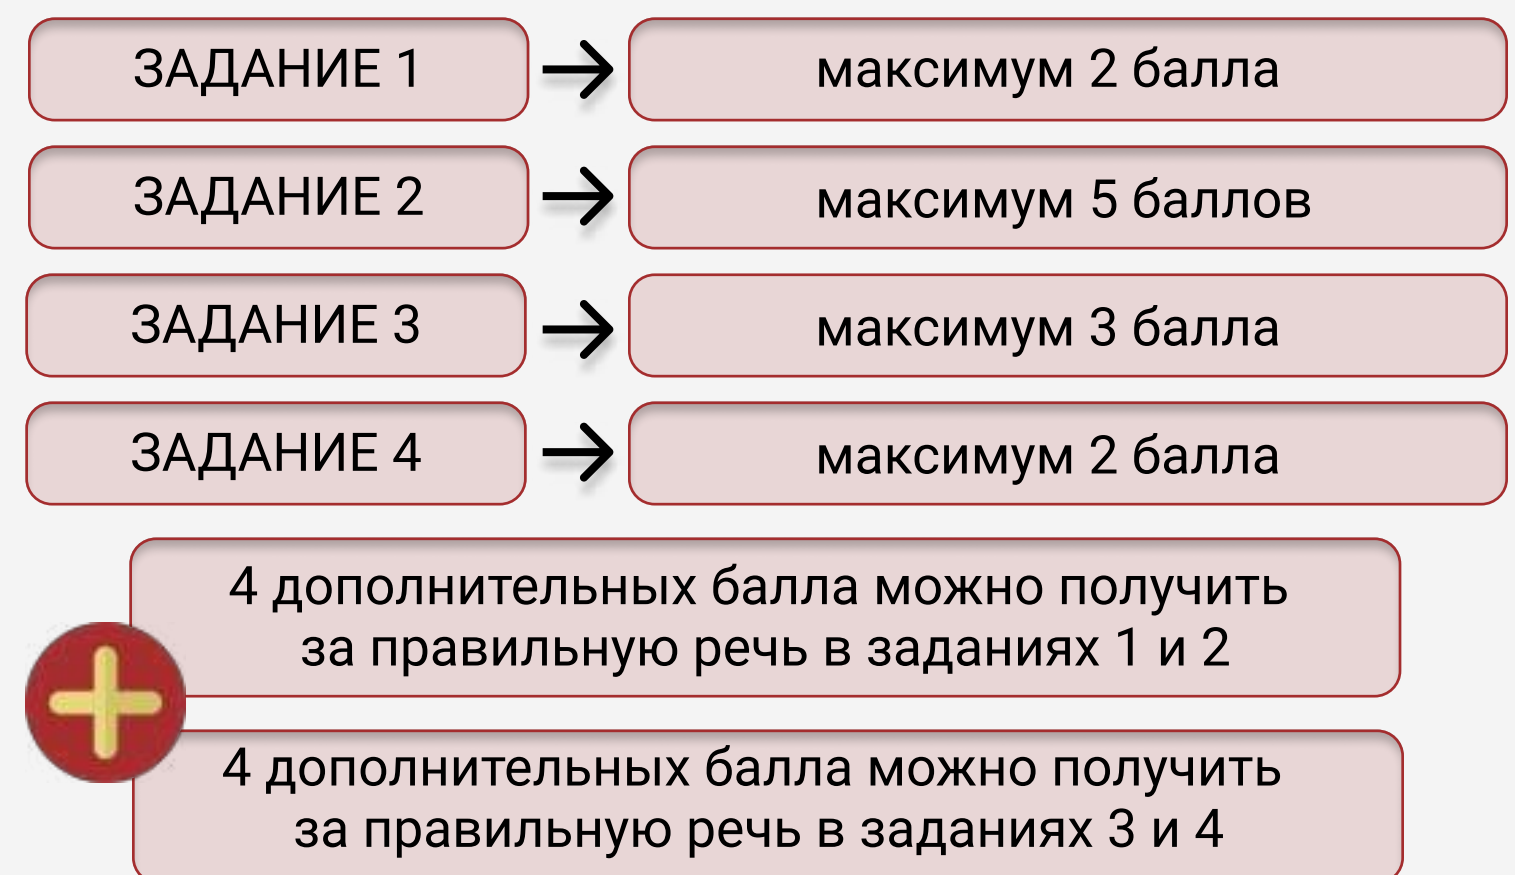 ЗАДАНИЕ 1 → максимум 2 балла
ЗАДАНИЕ 2 → максимум 5 баллов
ЗАДАНИЕ 3 → максимум 3 балла
ЗАДАНИЕ 4 → максимум 2 балла
4 дополнительных балла можно получить
за правильную речь в заданиях 1 и 2
4 дополнительных балла можно получить
за правильную речь в заданиях 3 и 4